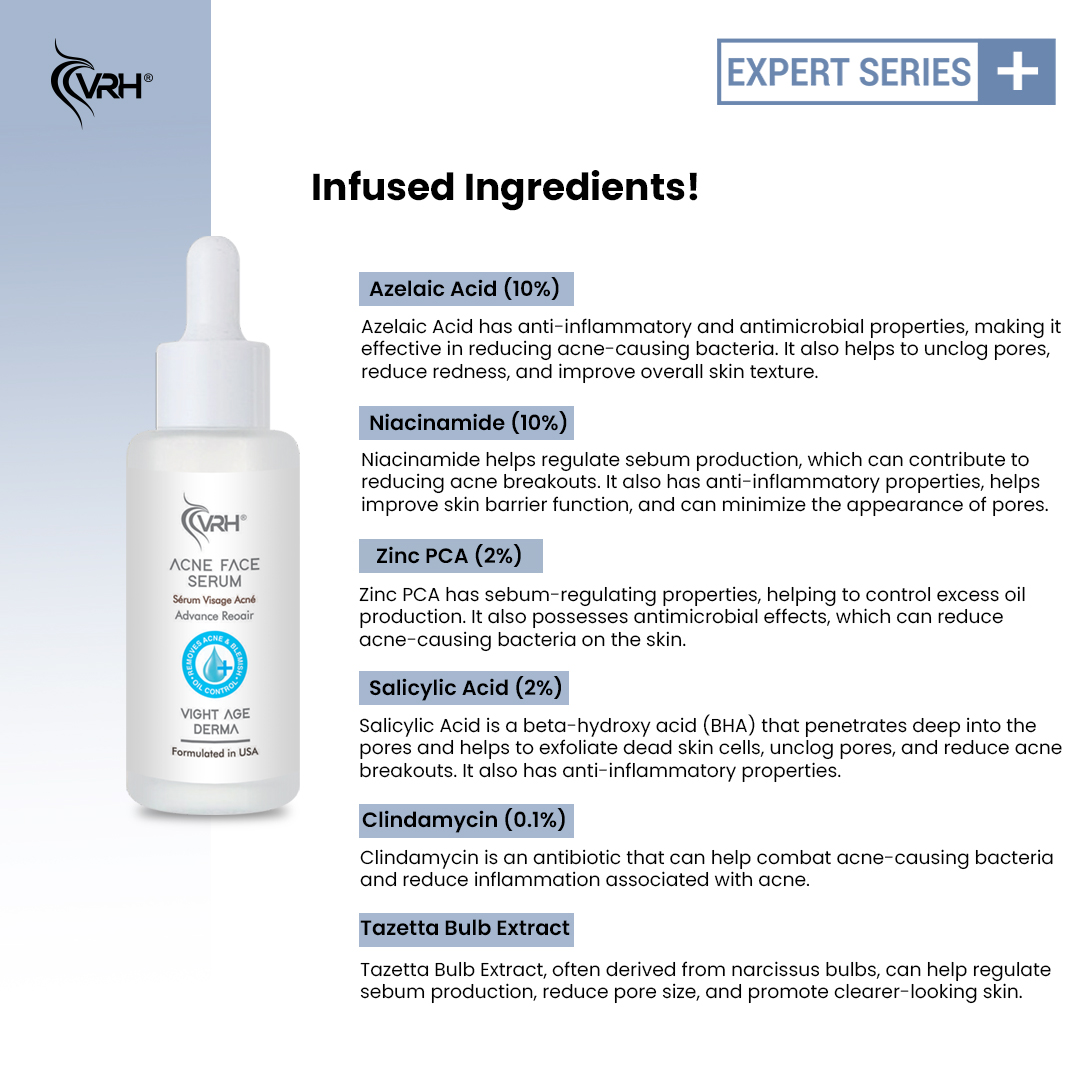 VRH®
EXPERT SERIES +
Infused Ingredients!
Azelaic Acid (10%)
Azelaic Acid has anti-inflammatory and antimicrobial properties, making it
effective in reducing acne-causing bacteria. It also helps to unclog pores,
reduce redness, and improve overall skin texture.
Niacinamide (10%)
Niacinamide helps regulate sebum production, which can contribute to
reducing acne breakouts. It also has anti-inflammatory properties, helps
improve skin barrier function, and can minimize the appearance of pores.
Zinc PCA (2%)
Zinc PCA has sebum-regulating properties, helping to control excess oil
production. It also possesses antimicrobial effects, which can reduce
acne-causing bacteria on the skin.
Salicylic Acid (2%)
Salicylic Acid is a beta-hydroxy acid (BHA) that penetrates deep into the
pores and helps to exfoliate dead skin cells, unclog pores, and reduce acne
breakouts. It also has anti-inflammatory properties.
Clindamycin (0.1%)
Clindamycin is an antibiotic that can help combat acne-causing bacteria
and reduce inflammation associated with acne.
Tazetta Bulb Extract
Tazetta Bulb Extract, often derived from narcissus bulbs, can help regulate
sebum production, reduce pore size, and promote clearer-looking skin.
VRH®
ACNE FACE
SERUM
Sérum Visage Acné
Advance Reoair
REMOVES ACNE & BLEMISH
OIL CONTROL
VIGHT AGE
DERMA
Formulated in USA